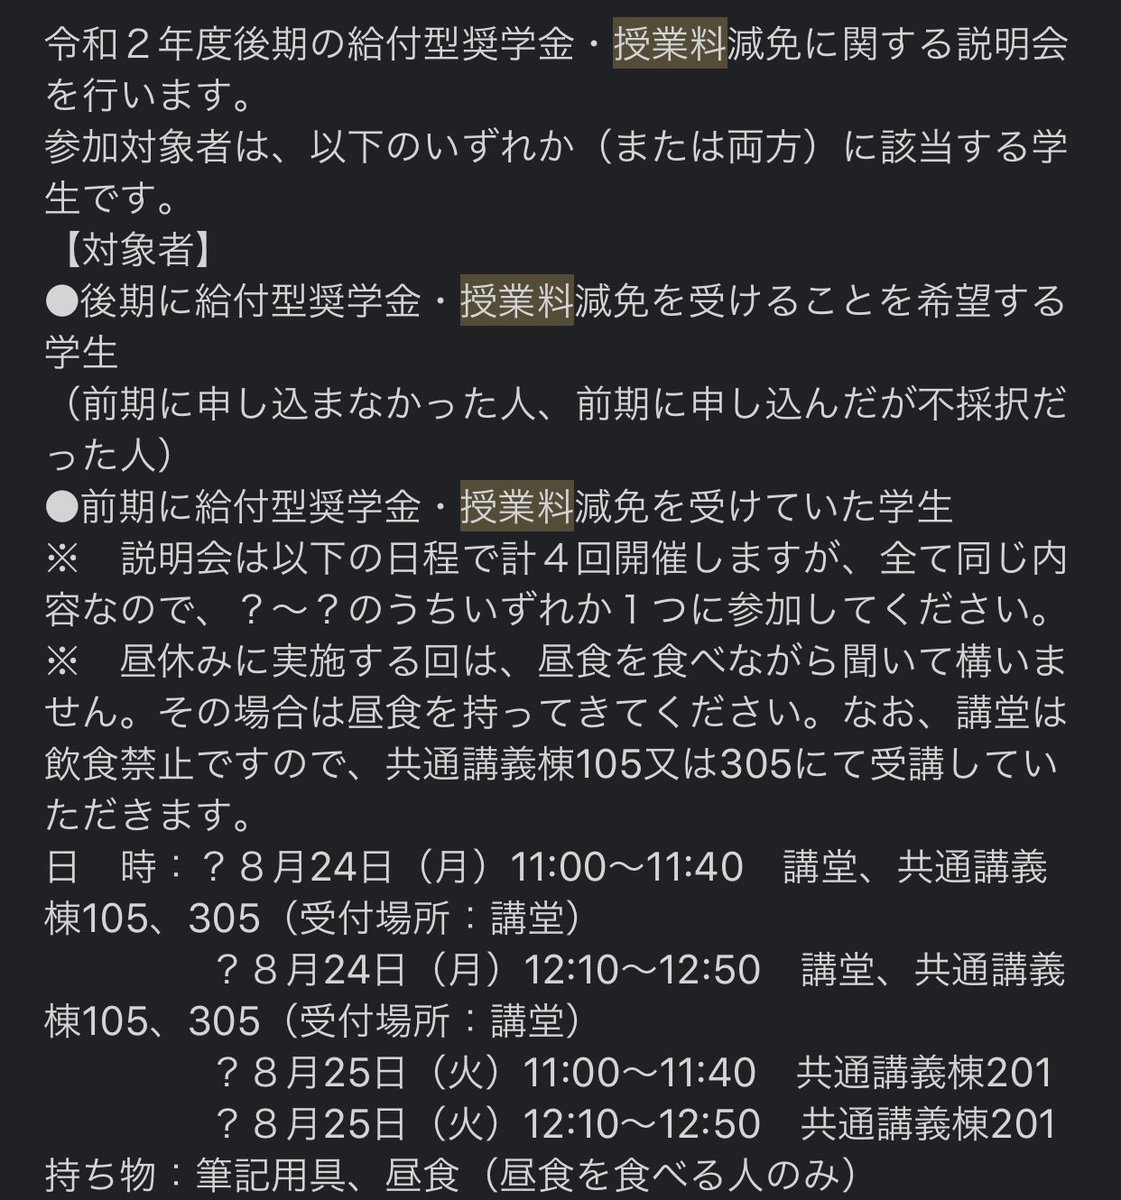 令和２年度後期の給付型奨学金・授業料減免に関する説明会
を行います。
参加対象者は、以下のいずれか（または両方）に該当する学
生です。
【対象者】
●後期に給付型奨学金・授業料減免を受けることを希望する
学生
（前期に申し込まなかった人、前期に申し込んだが不採択だ
った人）
●前期に給付型奨学金・授業料減免を受けていた学生
※　説明会は以下の日程で計４回開催しますが、全て同じ内
容なので、？〜？のうちいずれか１つに参加してください。
※　昼休みに実施する回は、昼食を食べながら聞いて構いま
せん。その場合は昼食を持ってきてください。なお、講堂は
飲食禁止ですので、共通講義棟105又は305にて受講してい
ただきます。
日　時：？８月24日（月）11:00〜11:40　講堂、共通講義
棟105、305（受付場所：講堂）
？８月24日（月）12:10〜12:50　講堂、共通講義
棟105、305（受付場所：講堂）
？８月25日（火）11:00〜11:40　共通講義棟201
？８月25日（火）12:10〜12:50　共通講義棟201
持ち物：筆記用具、昼食（昼食を食べる人のみ）